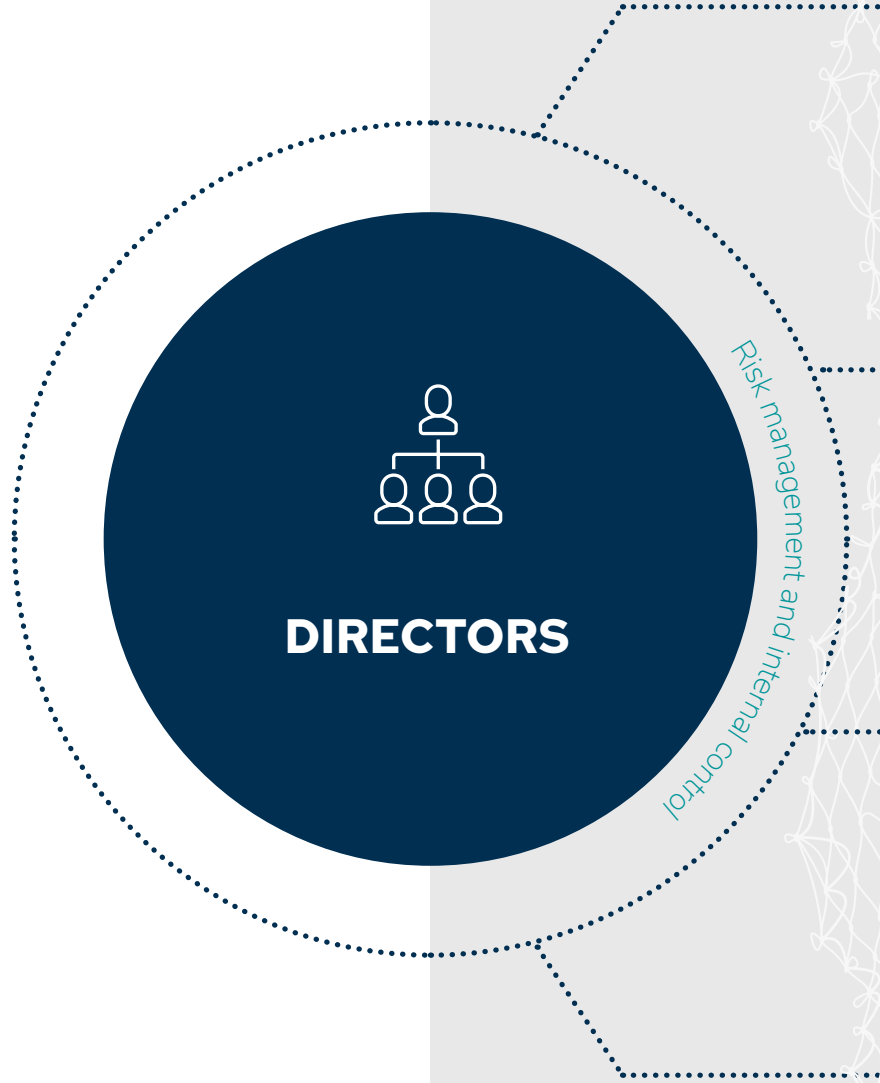 DIRECTORS
Risk management and internal control